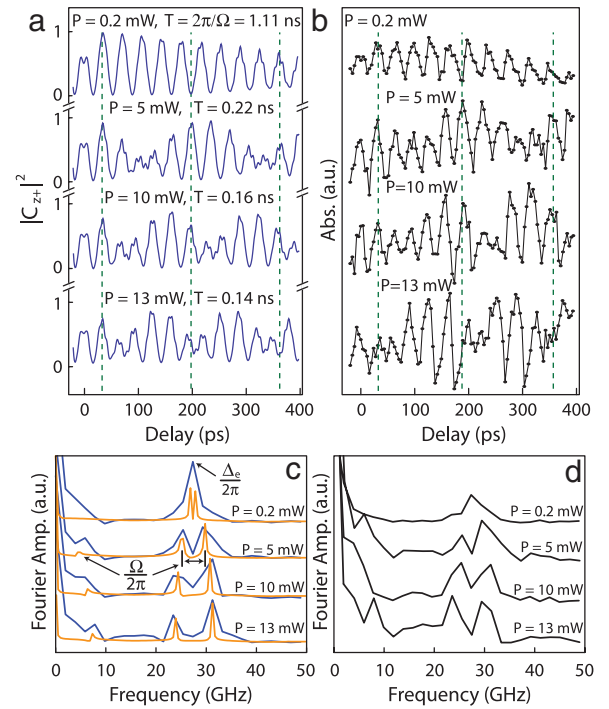 a
P = 0.2 mW, T = 2π/Ω = 1.11 ns
1
0
P = 5 mW, T = 0.22 ns
1
0
P = 10 mW, T = 0.16 ns
1
0
P = 13 mW, T = 0.14 ns
1
0
|C_{z+}|²
0 100 200 300 400
Delay (ps)
b
P = 0.2 mW
P = 5 mW
P=10 mW
P=13 mW
Abs. (a.u.)
0 100 200 300 400
Delay (ps)
c
Δ_e
2π
P = 0.2 mW
P = 5 mW
Ω
2π
P = 10 mW
P = 13 mW
Fourier Amp. (a.u.)
0 10 20 30 40 50
Frequency (GHz)
d
P = 0.2 mW
P = 5 mW
P = 10 mW
P = 13 mW
Fourier Amp. (a.u.)
0 10 20 30 40 50
Frequency (GHz)